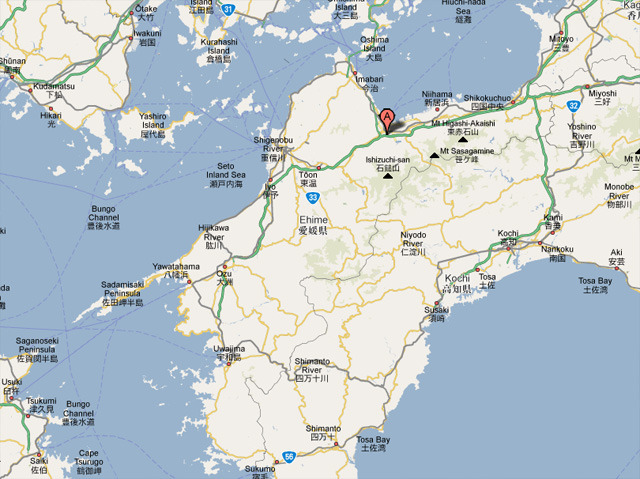 Ōtake
大竹
Island
江田島
31
Island
大三島
Hiuchi-nada
Sea
燧灘
Iwakuni
岩国
Kurahashi
Island
倉橋島
Ōshima
Island
大島
Mitoyo
三豊
Shūnan
周南
Kudamatsu
下松
Imabari
今治
Niihama
新居浜
Shikokuchuo
四国中央
Miyoshi
三好
Hikari
光
Yashiro
Island
屋代島
A
32
Mt Higashi-Akaishi
東赤石山
Yoshino
River
吉野川
Shigenobu
River
重信川
Mt Sasagamine
笹ケ峰
Ishizuchi-san
石鎚山
Seto
Inland Sea
瀬戸内海
Tōon
東温
Iyo
伊予
33
Monobe
River
物部川
Bungo
Channel
豊後水道
Ehime
愛媛県
Hijikawa
River
肱川
Niyodo
River
仁淀川
Kochi
高知
Kami
香美
Nankoku
南国
Aki
安芸
Yawatahama
八幡浜
Ozu
大洲
Kōchi
高知県
Tosa
土佐
Tosa Bay
土佐湾
Sadamisaki
Peninsula
佐田岬半島
Susaki
須崎
Saganoseki
Peninsula
佐賀関半島
Uwajima
宇和島
Shimanto
River
四万十川
Usuki
臼杵
Tsukumi
津久見
Bungo
Channel
豊後水道
Shimanto
四万十
Tosa Bay
土佐湾
Saiki
佐伯
Cape
Tsurugo
鶴御岬
56
Sukumo
宿毛